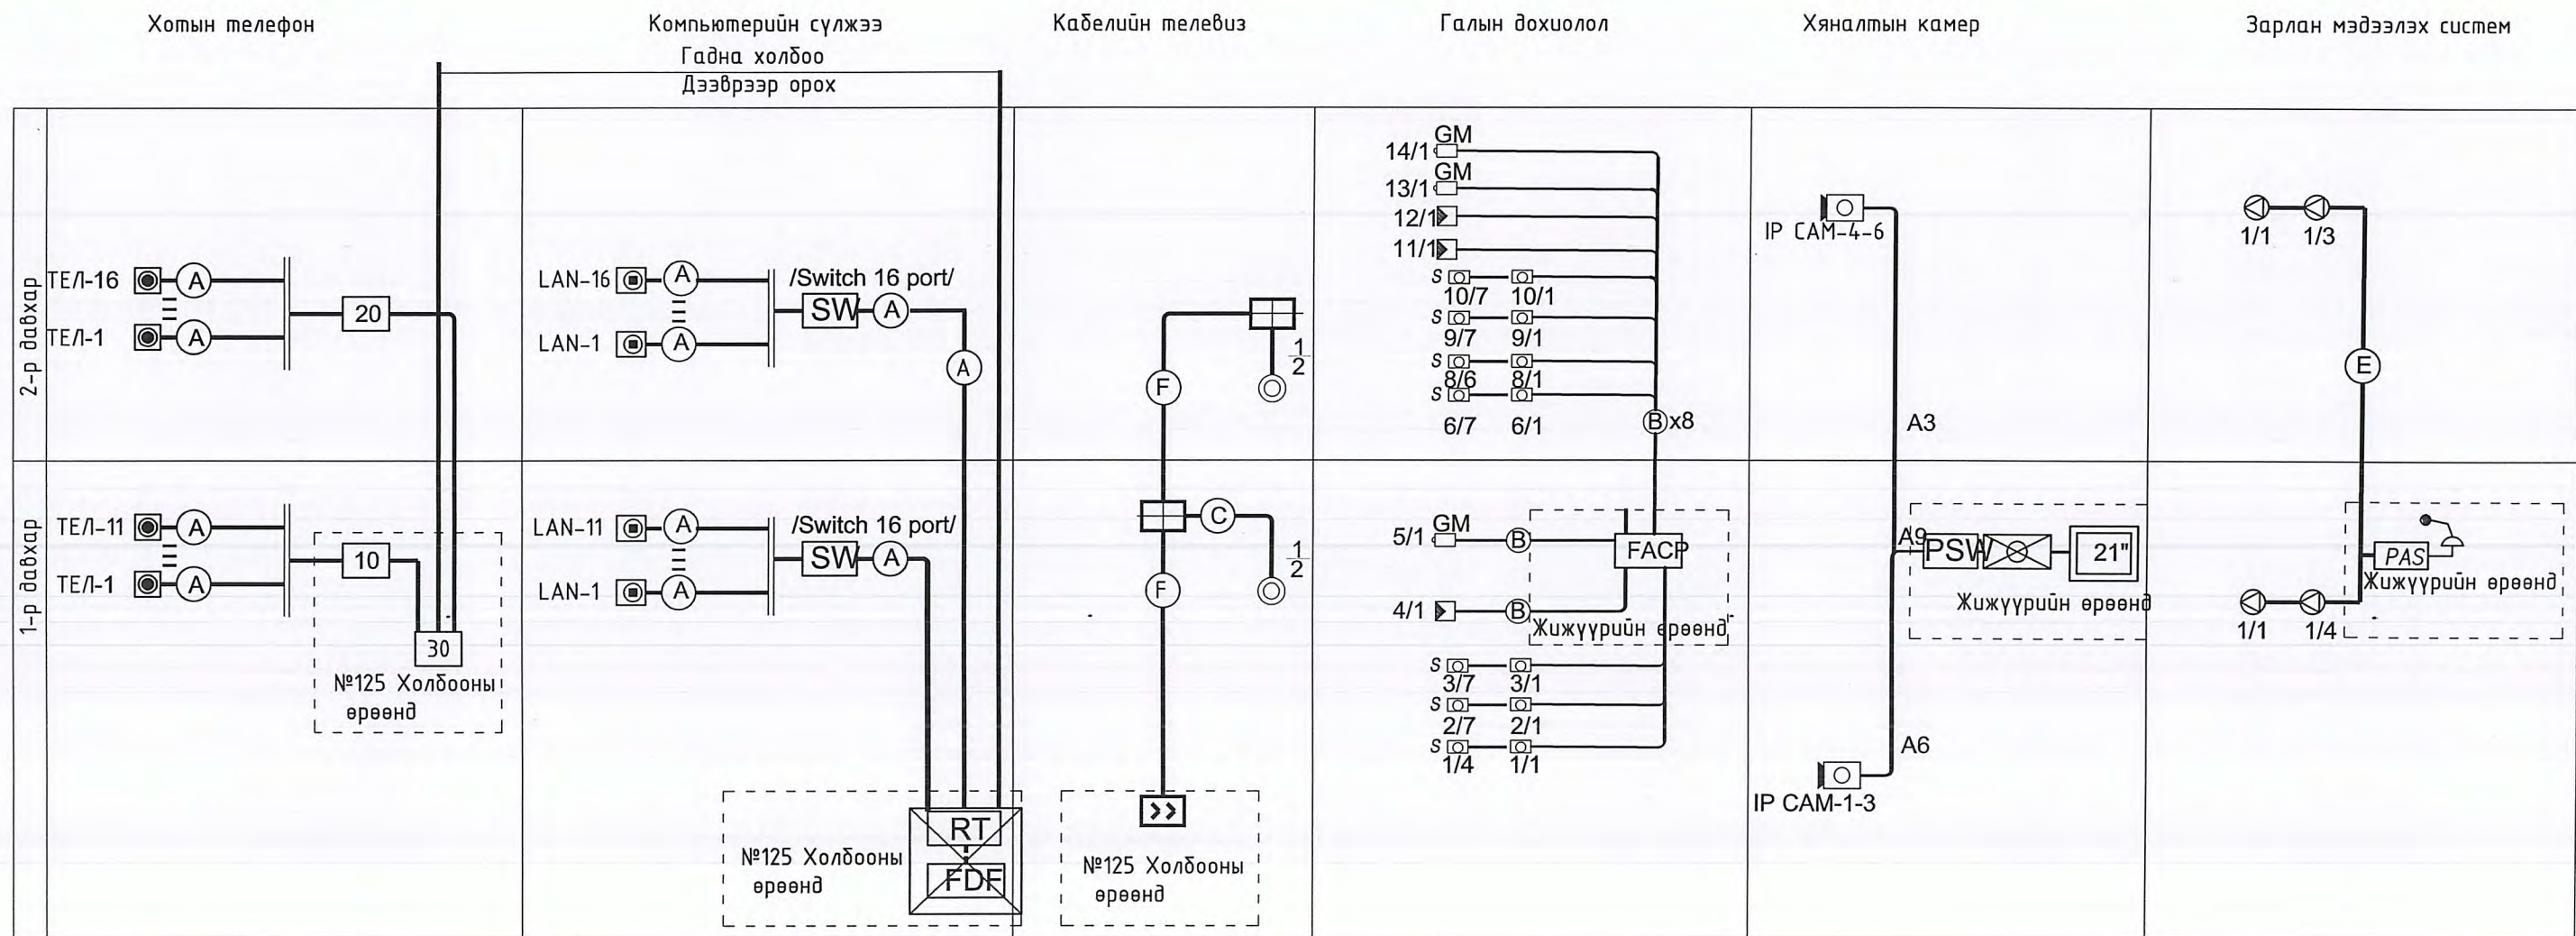 Хотын телефон
Компьютерийн сүлжээ
Кабелийн телевиз
Галын дохиолол
Хяналтын камер
Зарлан мэдээлэх систем
Гадна холбоо
Дээврээр орох
2-р давхар
ТЕЛ-16
A
ТЕЛ-1
A
20
LAN-16
A
LAN-1
A
/Switch 16 port/
SW
A
A
F
1
2
GM
14/1
GM
13/1
12/1
11/1
S
10/7 10/1
S
9/7 9/1
S
8/6 8/1
S
6/7 6/1
B x8
IP CAM-4-6
A3
1/1 1/3
E
1-р давхар
ТЕЛ-11
A
ТЕЛ-1
A
10
30
№125 Холбооны
өрөөнд
LAN-11
A
LAN-1
A
/Switch 16 port/
SW
A
RT
FDF
№125 Холбооны
өрөөнд
C
1
2
F
>>
№125 Холбооны
өрөөнд
GM
5/1
B
FACP
4/1
B
Жижүүрийн өрөөнд
S
3/7 3/1
S
2/7 2/1
S
1/4 1/1
A9
PSW
21"
Жижүүрийн өрөөнд
A6
IP CAM-1-3
PAS
Жижүүрийн өрөөнд
1/1 1/4